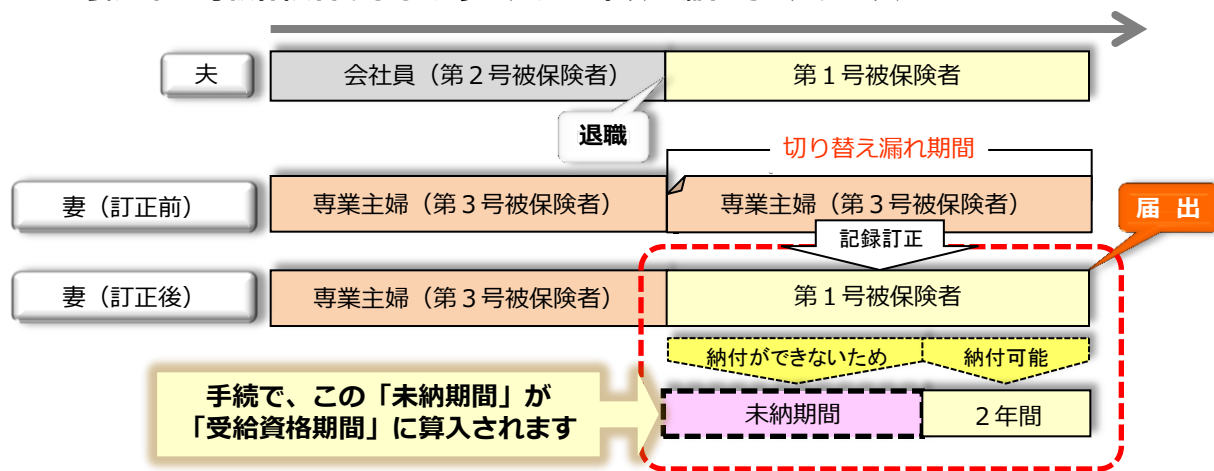 夫
会社員（第２号被保険者）
第１号被保険者
退職
切り替え漏れ期間
妻（訂正前）
専業主婦（第３号被保険者）
専業主婦（第３号被保険者）
届 出
記録訂正
妻（訂正後）
専業主婦（第３号被保険者）
第１号被保険者
納付ができないため
納付可能
手続で、この「未納期間」が
「受給資格期間」に算入されます
未納期間
２年間